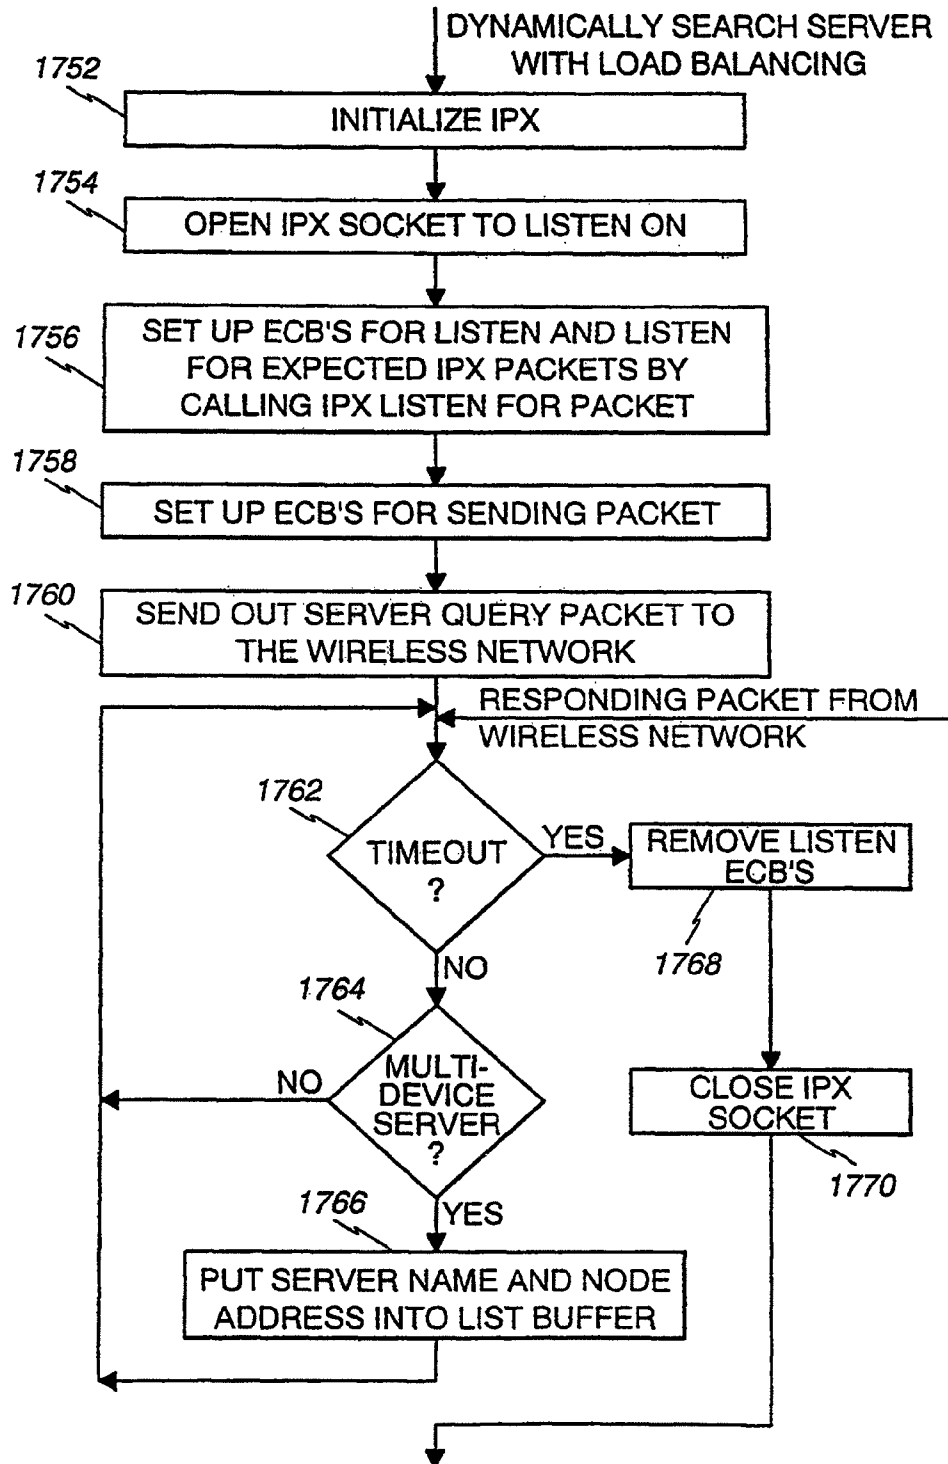 DYNAMICALLY SEARCH SERVER
WITH LOAD BALANCING
1752
INITIALIZE IPX
1754
OPEN IPX SOCKET TO LISTEN ON
1756
SET UP ECB'S FOR LISTEN AND LISTEN
FOR EXPECTED IPX PACKETS BY
CALLING IPX LISTEN FOR PACKET
1758
SET UP ECB'S FOR SENDING PACKET
1760
SEND OUT SERVER QUERY PACKET TO
THE WIRELESS NETWORK
RESPONDING PACKET FROM
WIRELESS NETWORK
1762
TIMEOUT
?
YES
REMOVE LISTEN
ECB'S
1768
NO
1764
MULTI-
DEVICE
SERVER
?
NO
CLOSE IPX
SOCKET
1770
YES
1766
PUT SERVER NAME AND NODE
ADDRESS INTO LIST BUFFER